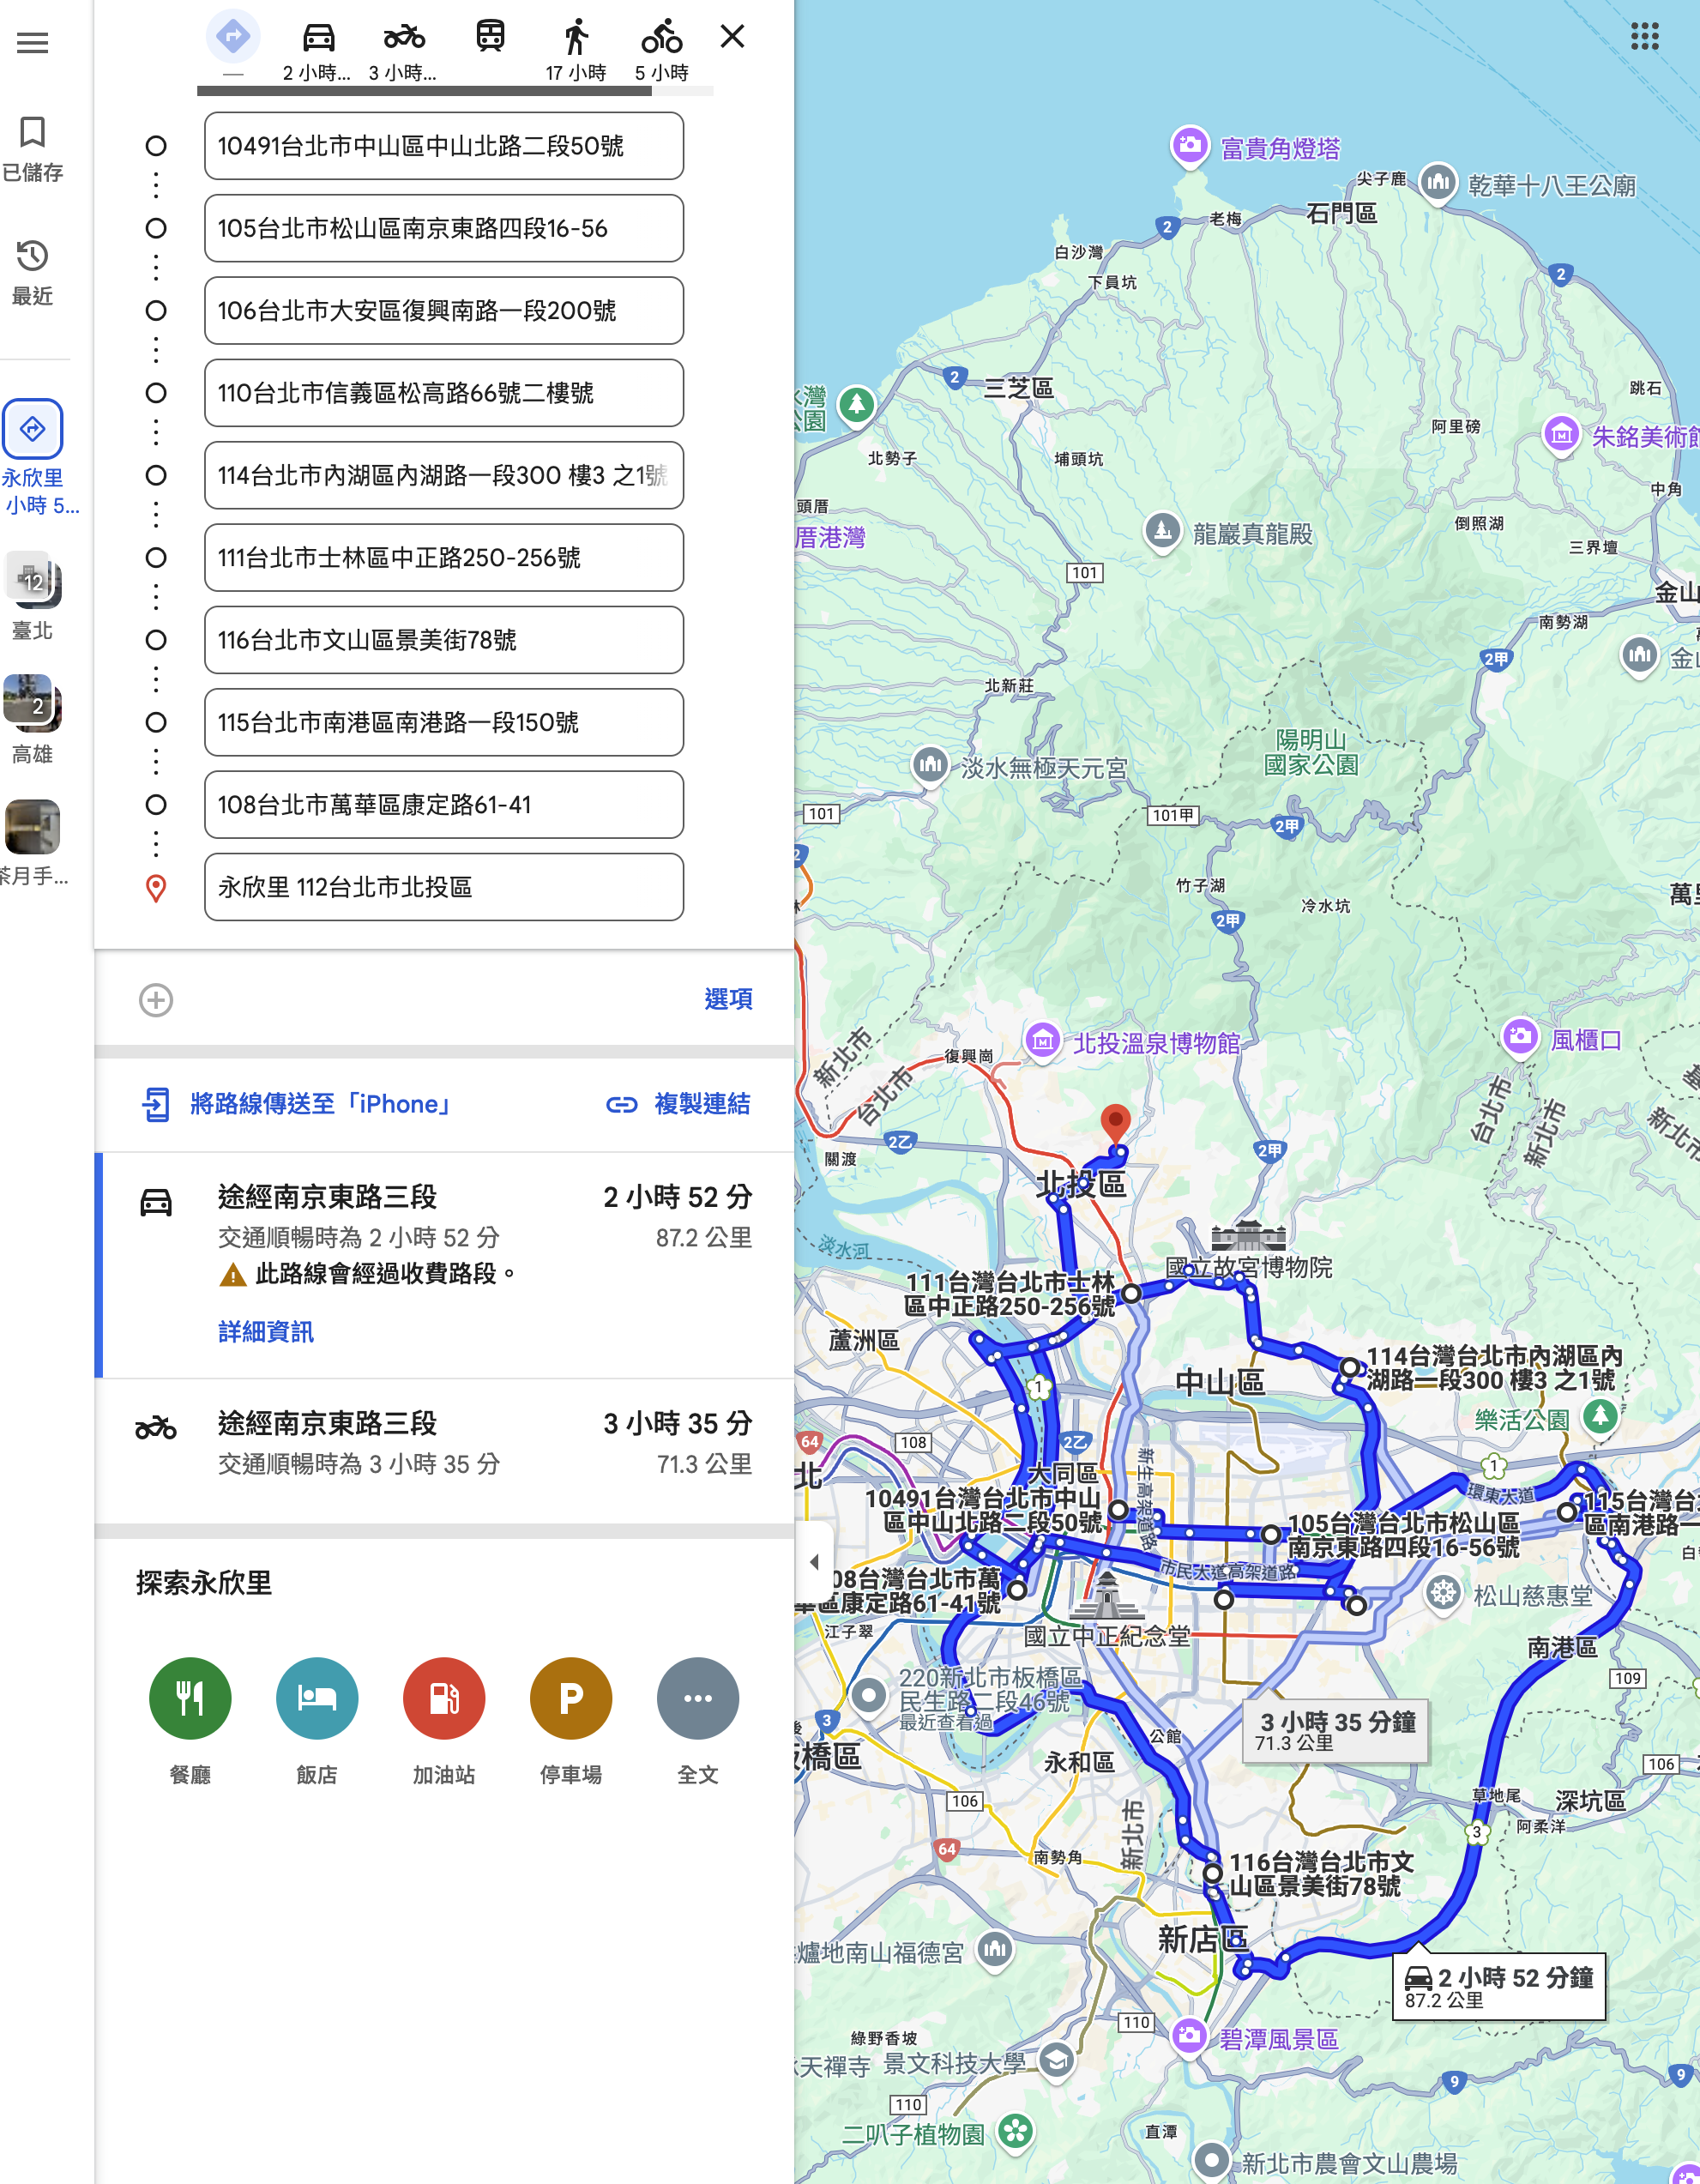 2 小時...
3 小時...
17 小時
5 小時
10491台北市中山區中山北路二段50號
105台北市松山區南京東路四段16-56
106台北市大安區復興南路一段200號
110台北市信義區松高路66號二樓號
114台北市內湖區內湖路一段300 樓3 之1號
111台北市士林區中正路250-256號
116台北市文山區景美街78號
115台北市南港區南港路一段150號
108台北市萬華區康定路61-41
永欣里 112台北市北投區
選項
將路線傳送至「iPhone」
複製連結
途經南京東路三段
2 小時 52 分
交通順暢時為 2 小時 52 分
87.2 公里
此路線會經過收費路段。
詳細資訊
途經南京東路三段
3 小時 35 分
交通順暢時為 3 小時 35 分
71.3 公里
探索永欣里
餐廳
飯店
加油站
停車場
全文
已儲存
最近
永欣里
小時 5...
12
臺北
2
高雄
茶月手...
富貴角燈塔
尖子鹿
乾華十八王公廟
石門區
老梅
2
白沙灣
下員坑
2
2
三芝區
水灣
公園
跳石
阿里磅
朱銘美術館
北勢子
埔頭坑
中角
頭厝
厝港灣
龍巖真龍殿
倒照湖
三界壇
101
金山
南勢湖
2甲
金山
北新莊
陽明山
國家公園
淡水無極天元宮
101
101甲
2甲
2
竹子湖
冷水坑
萬里
2甲
新北市
台北市
復興崗
北投溫泉博物館
風櫃口
台北市
新北市
新北市
2乙
關渡
2甲
北投區
淡水河
國立故宮博物院
111台灣台北市士林
區中正路250-256號
蘆洲區
114台灣台北市內湖區內
湖路一段300 樓3 之1號
中山區
1
樂活公園
64
108
2乙
新生高架道路
1
北
大同區
環東大道
10491台灣台北市中山
區中山北路二段50號
115台灣台
區南港路一
105台灣台北市松山區
南京東路四段16-56號
市民大道高架道路
08台灣台北市萬
華區康定路61-41號
松山慈惠堂
江子翠
國立中正紀念堂
南港區
109
220新北市板橋區
民生路二段46號
最近查看過
3
3 小時 35 分鐘
71.3 公里
公館
板橋區
永和區
106
106
草地尾
深坑區
阿柔洋
3
新北市
64
南勢角
116台灣台北市文
山區景美街78號
新店區
爐地南山福德宮
2 小時 52 分鐘
87.2 公里
110
綠野香坡
碧潭風景區
天禪寺
景文科技大學
9
9
110
二叭子植物園
直潭
新北市農會文山農場